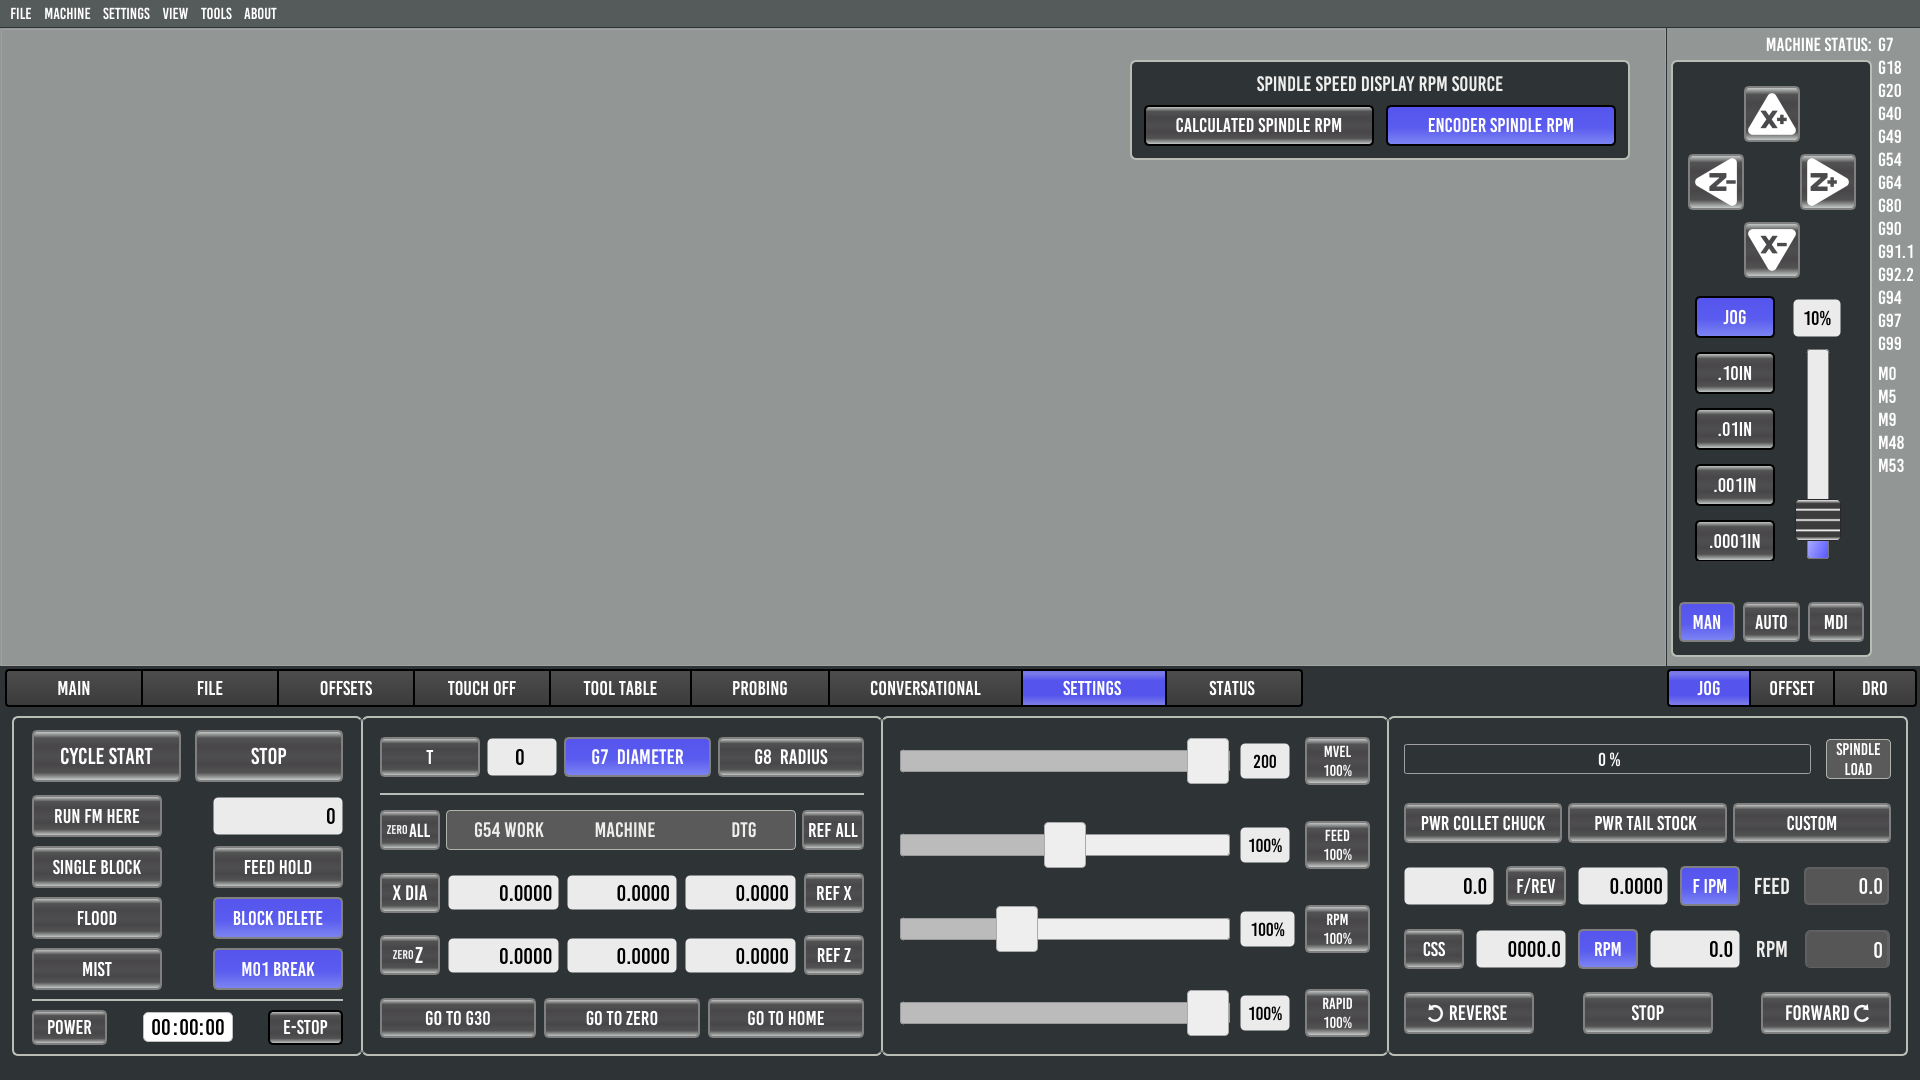 FILE MACHINE SETTINGS VIEW TOOLS ABOUT
SPINDLE SPEED DISPLAY RPM SOURCE
CALCULATED SPINDLE RPM
ENCODER SPINDLE RPM
MACHINE STATUS: G7
G18
G20
G40
G49
G54
G64
G80
G90
G91.1
G92.2
G94
G97
G99
M0
M5
M9
M48
M53
X+
Z-
Z+
X-
JOG
10%
.10IN
.01IN
.001IN
.0001IN
MAN
AUTO
MDI
MAIN
FILE
OFFSETS
TOUCH OFF
TOOL TABLE
PROBING
CONVERSATIONAL
SETTINGS
STATUS
JOG
OFFSET
DRO
CYCLE START
STOP
RUN FM HERE
0
SINGLE BLOCK
FEED HOLD
FLOOD
BLOCK DELETE
MIST
M01 BREAK
POWER
00:00:00
E-STOP
T
0
G7 DIAMETER
G8 RADIUS
ZERO ALL
G54 WORK
MACHINE
DTG
REF ALL
X DIA
0.0000
0.0000
0.0000
REF X
ZERO Z
0.0000
0.0000
0.0000
REF Z
GO TO G30
GO TO ZERO
GO TO HOME
200
MVEL
100%
100%
FEED
100%
100%
RPM
100%
100%
RAPID
100%
0 %
SPINDLE
LOAD
PWR COLLET CHUCK
PWR TAIL STOCK
CUSTOM
0.0
F/REV
0.0000
F IPM
FEED
0.0
CSS
0000.0
RPM
0.0
RPM
0
REVERSE
STOP
FORWARD